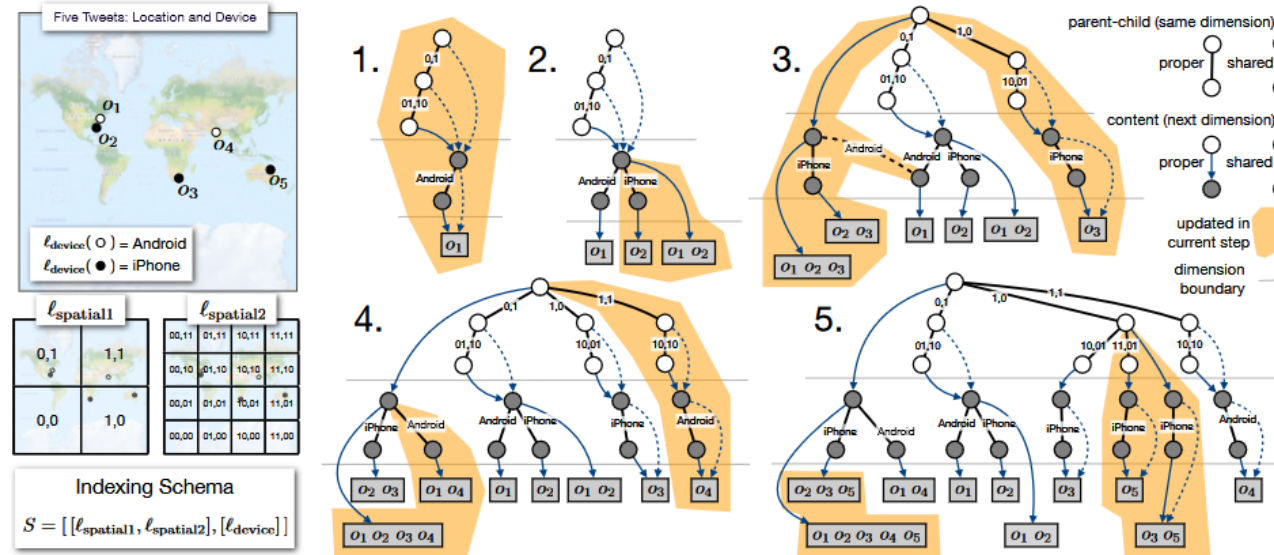 Five Tweets: Location and Device
o1
o2
o3
o4
o5
ℓdevice( ) = Android
ℓdevice( ) = iPhone
ℓspatial1
0,1 1,1
0,0 1,0
ℓspatial2
00,11 01,11 10,11 11,11
00,10 01,10 10,10 11,10
00,01 01,01 10,01 11,01
00,00 01,00 10,00 11,00
Indexing Schema
S = [ [ℓspatial1, ℓspatial2], [ℓdevice] ]
1.
0,1
01,10
Android
o1
2.
0,1
01,10
Android iPhone
o1 o2 o1 o2
3.
0,1 1,0
01,10 10,01
Android
iPhone Android iPhone iPhone
o2 o3 o1 o2 o1 o2 o3
o1 o2 o3
parent-child (same dimension)
proper shared
content (next dimension)
proper shared
updated in
current step
dimension
boundary
4.
0,1 1,0 1,1
01,10 10,01 10,10
iPhone Android Android iPhone iPhone Android
o2 o3 o1 o4 o1 o2 o1 o2 o3 o4
o1 o2 o3 o4
5.
0,1 1,0 1,1
01,10 10,01 11,01 10,10
iPhone Android Android iPhone iPhone iPhone iPhone Android
o2 o3 o5 o1 o4 o1 o2 o3 o5 o4
o1 o2 o3 o4 o5 o1 o2 o3 o5